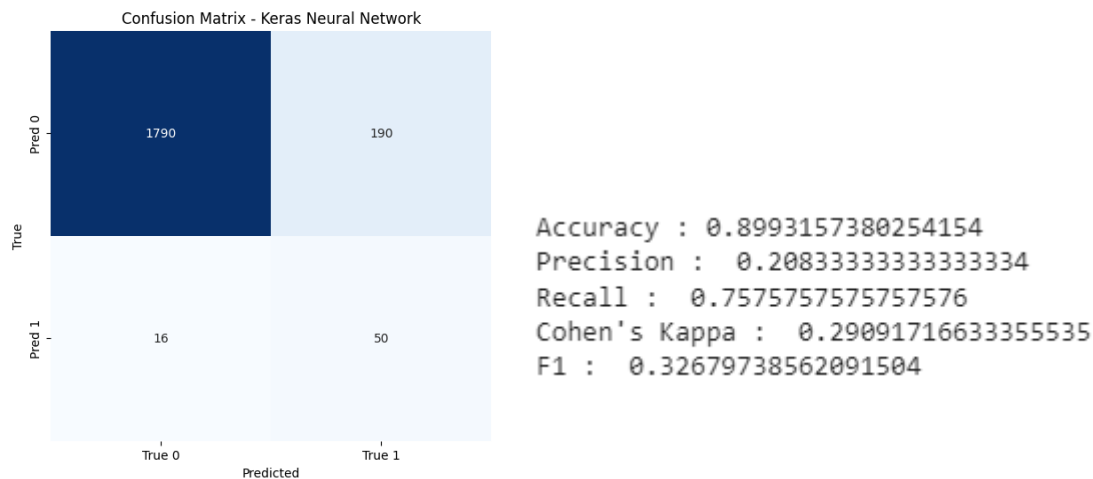 Confusion Matrix - Keras Neural Network
Pred 0
1790
190
True
Pred 1
16
50
True 0
True 1
Predicted
Accuracy : 0.8993157380254154
Precision :  0.20833333333333334
Recall :  0.7575757575757576
Cohen's Kappa :  0.29091716633355535
F1 :  0.32679738562091504